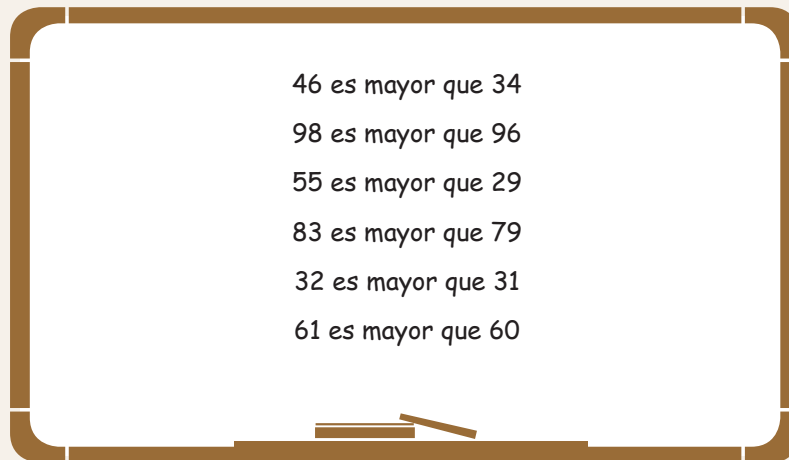 46 es mayor que 34
98 es mayor que 96
55 es mayor que 29
83 es mayor que 79
32 es mayor que 31
61 es mayor que 60